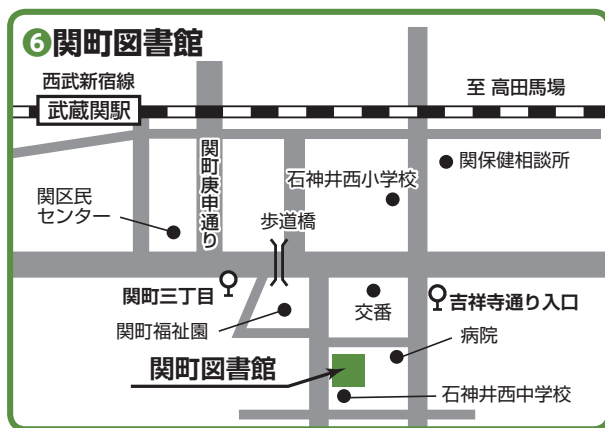 ❻関町図書館
西武新宿線
至 高田馬場
武蔵関駅
関町庚申通り
関保健相談所
石神井西小学校
関区民
センター
歩道橋
関町三丁目
吉祥寺通り入口
交番
関町福祉園
病院
関町図書館
石神井西中学校